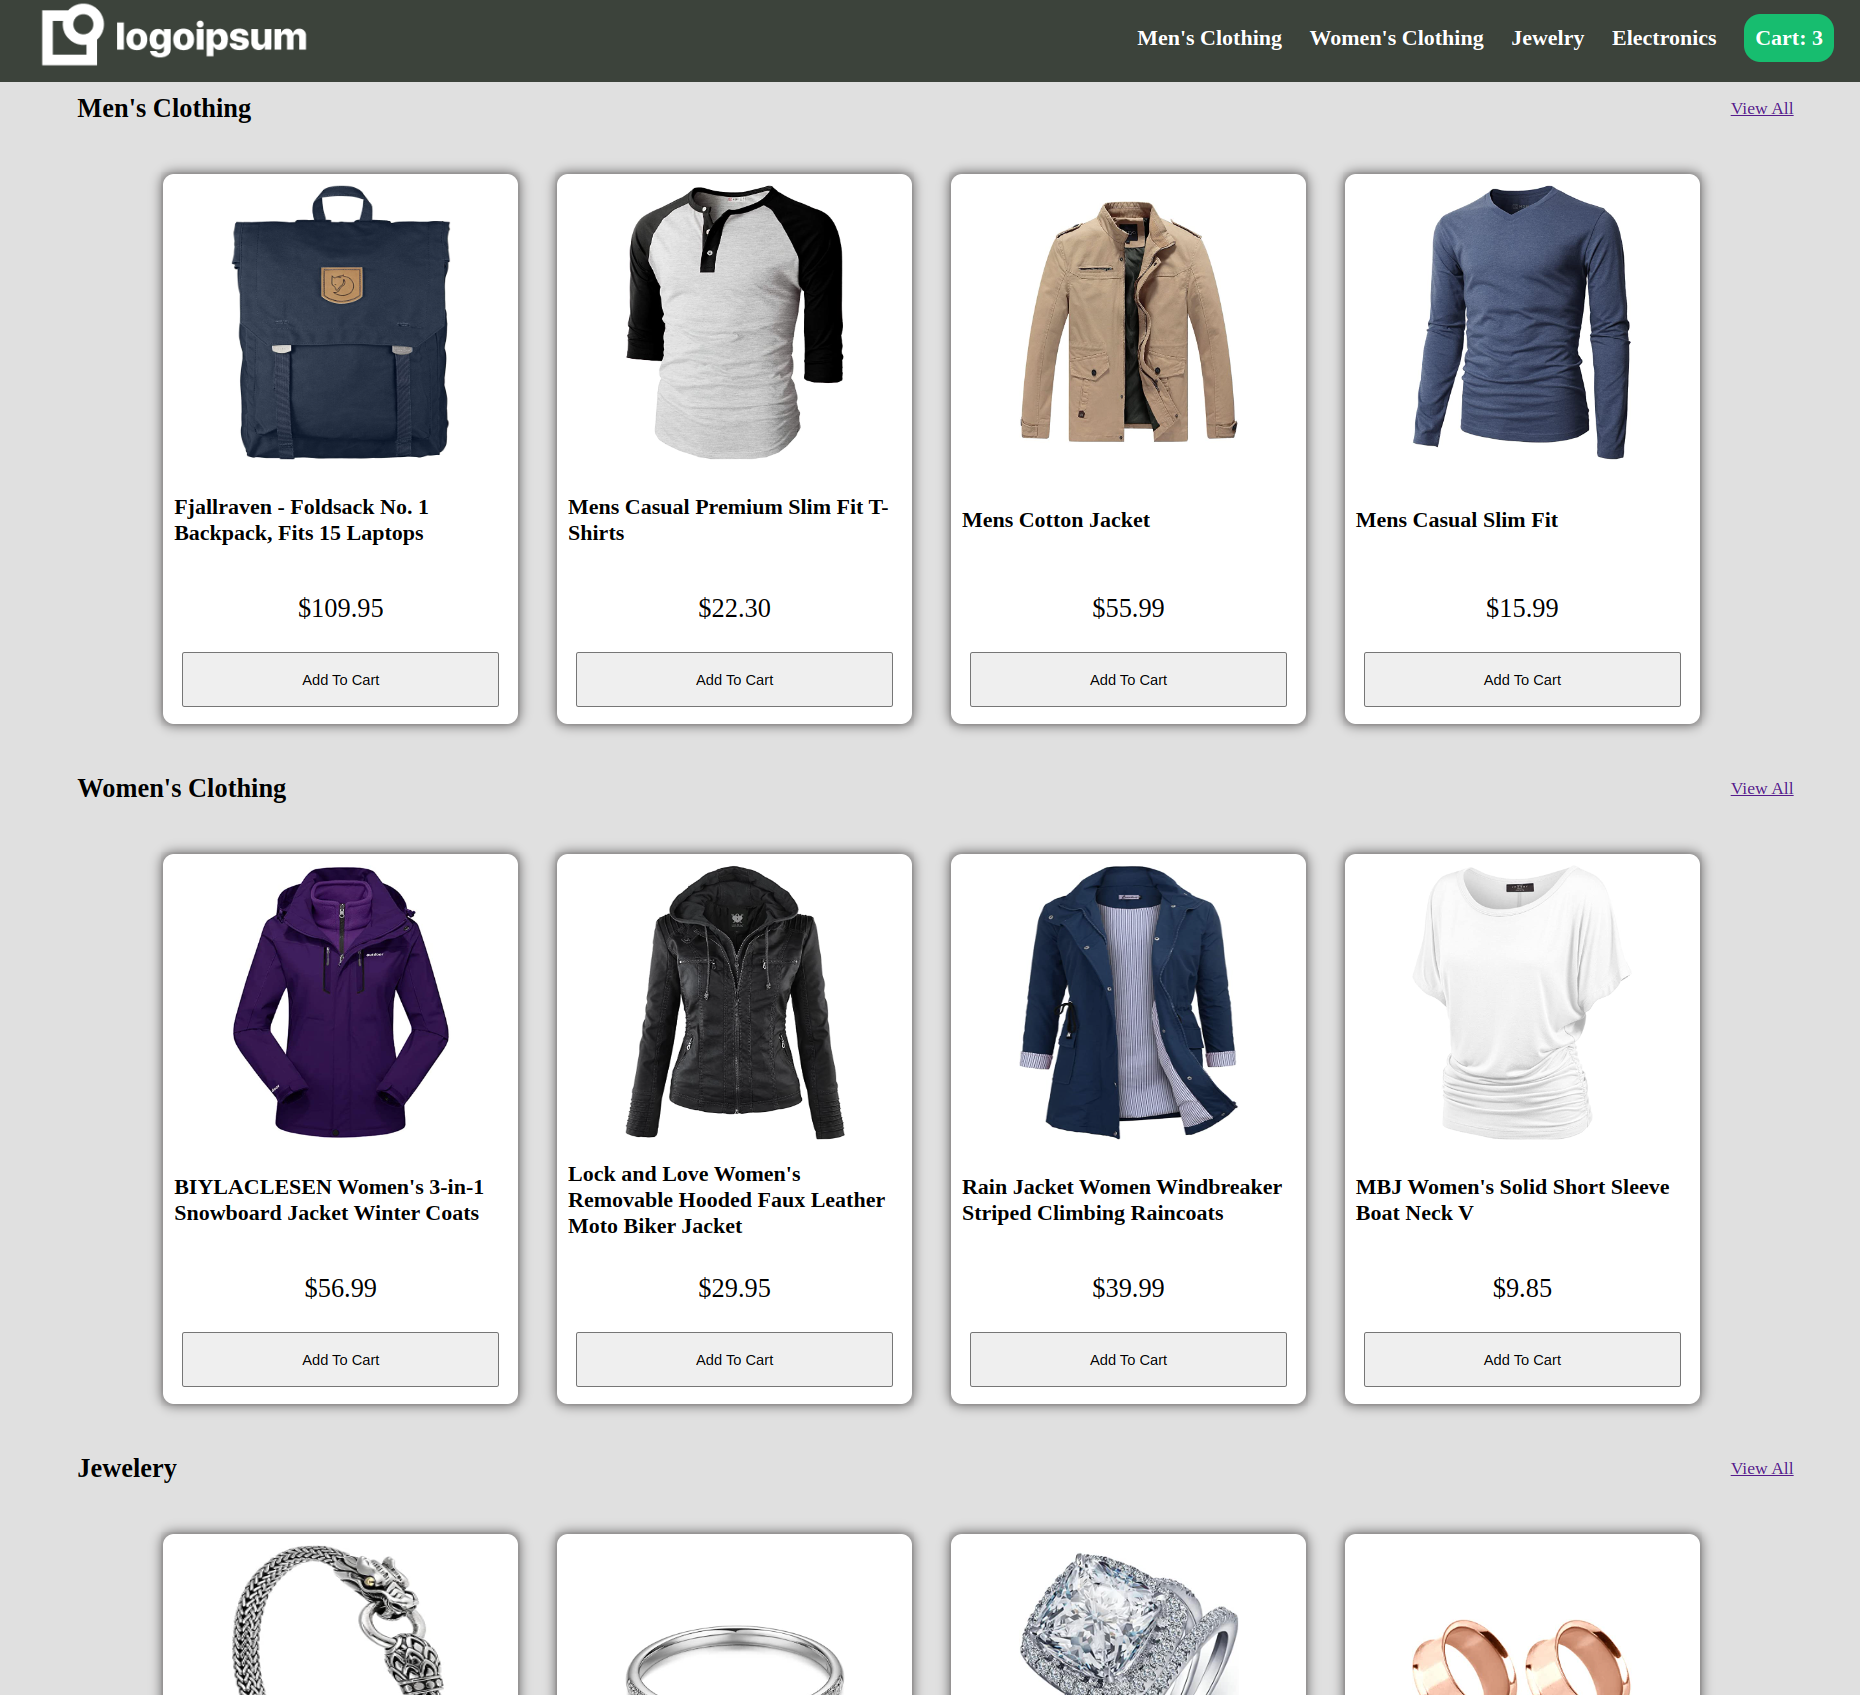 logoipsum
Men's Clothing
Women's Clothing
Jewelry
Electronics
Cart: 3
Men's Clothing
View All
Fjallraven - Foldsack No. 1
Backpack, Fits 15 Laptops
$109.95
Add To Cart
Mens Casual Premium Slim Fit T-
Shirts
$22.30
Add To Cart
Mens Cotton Jacket
$55.99
Add To Cart
Mens Casual Slim Fit
$15.99
Add To Cart
Women's Clothing
View All
BIYLACLESEN Women's 3-in-1
Snowboard Jacket Winter Coats
$56.99
Add To Cart
Lock and Love Women's
Removable Hooded Faux Leather
Moto Biker Jacket
$29.95
Add To Cart
Rain Jacket Women Windbreaker
Striped Climbing Raincoats
$39.99
Add To Cart
MBJ Women's Solid Short Sleeve
Boat Neck V
$9.85
Add To Cart
Jewelery
View All